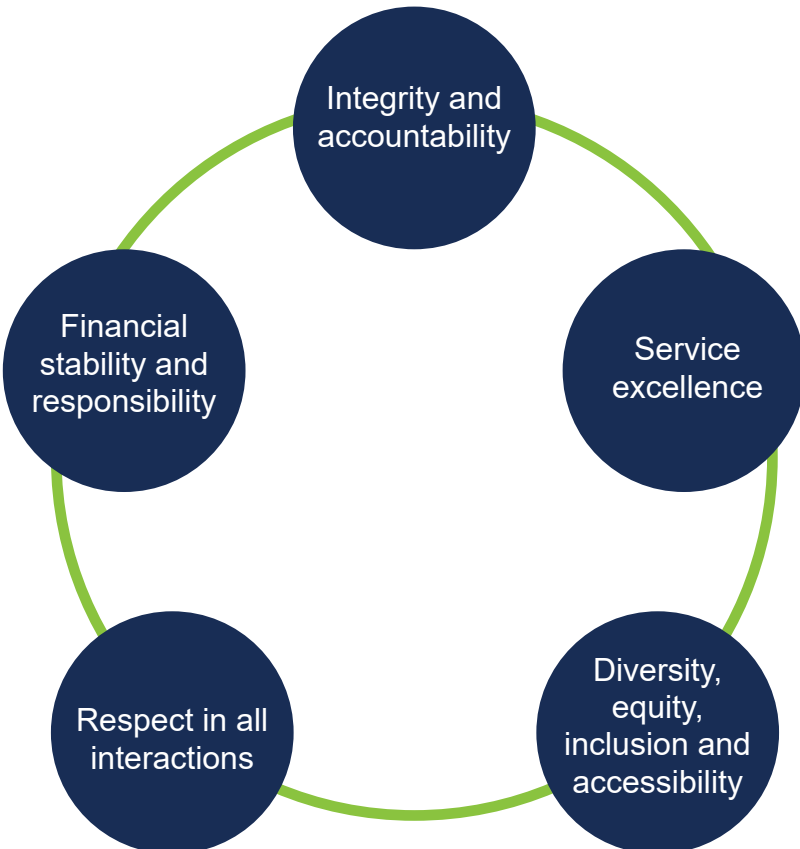 Integrity and
accountability
Service
excellence
Diversity,
equity,
inclusion and
accessibility
Respect in all
interactions
Financial
stability and
responsibility